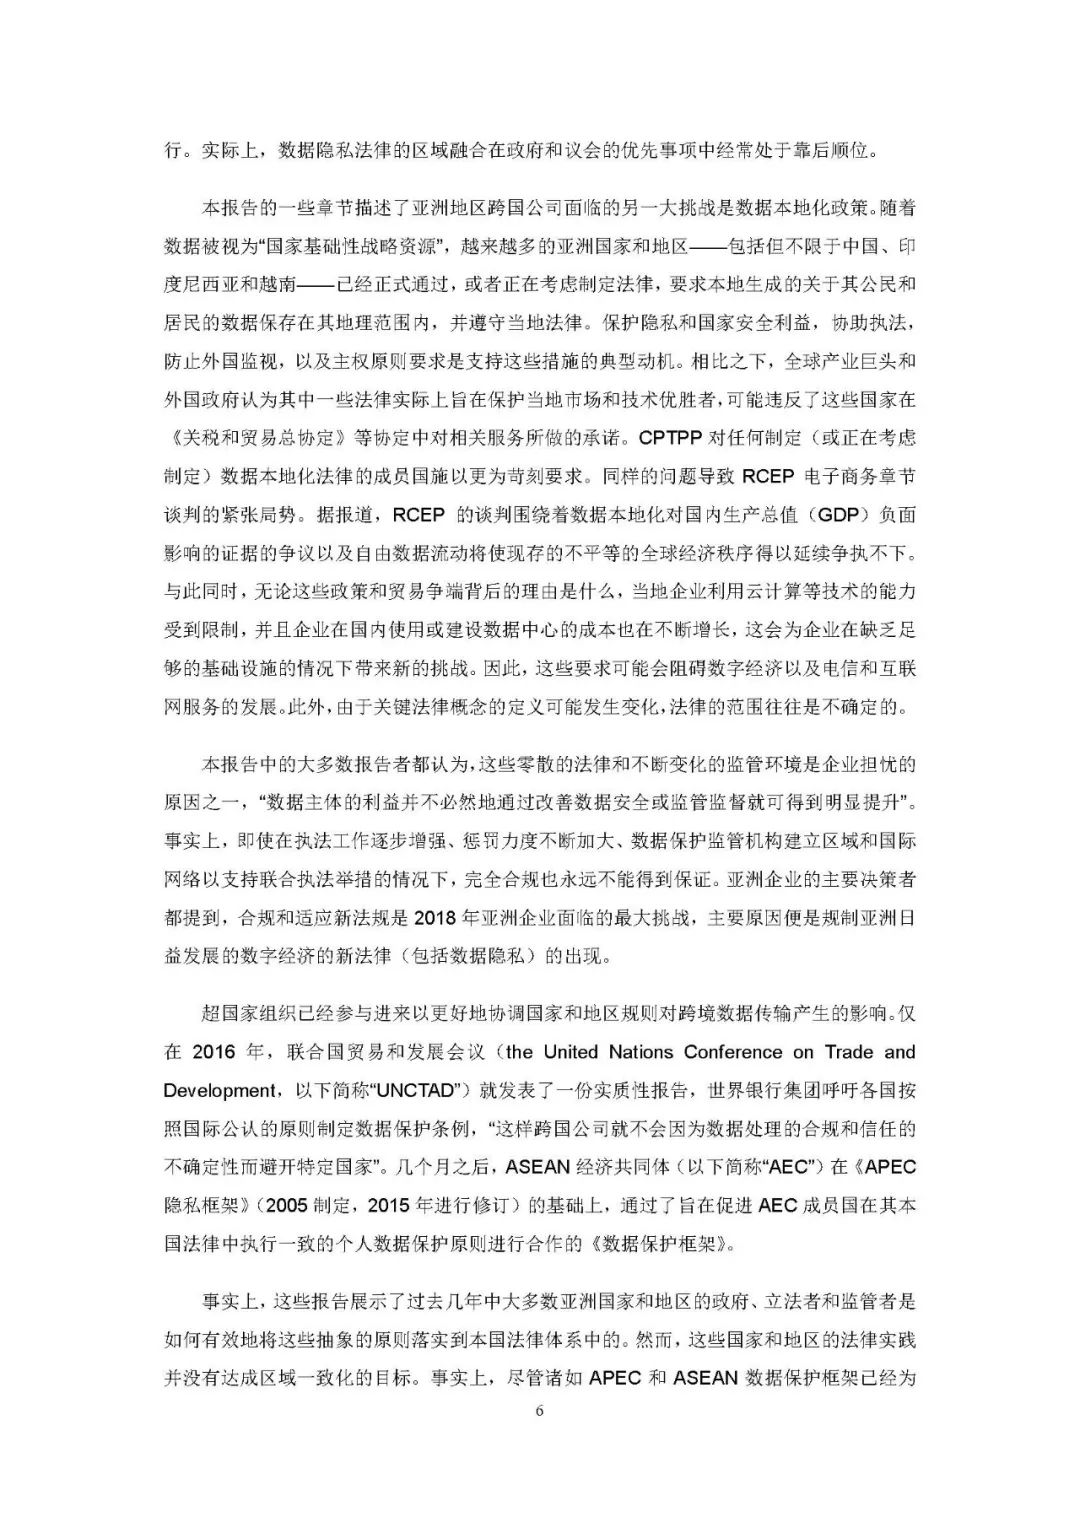 行。实际上，数据隐私法律的区域融合在政府和议会的优先事项中经常处于靠后顺位。
本报告的一些章节描述了亚洲地区跨国公司面临的另一大挑战是数据本地化政策。随着
数据被视为“国家基础性战略资源”，越来越多的亚洲国家和地区——包括但不限于中国、印
度尼西亚和越南——已经正式通过，或者正在考虑制定法律，要求本地生成的关于其公民和
居民的数据保存在其地理范围内，并遵守当地法律。保护隐私和国家安全利益，协助执法，
防止外国监视，以及主权原则要求是支持这些措施的典型动机。相比之下，全球产业巨头和
外国政府认为其中一些法律实际上旨在保护当地市场和技术优胜者，可能违反了这些国家在
《关税和贸易总协定》等协定中对相关服务所做的承诺。CPTPP 对任何制定（或正在考虑
制定）数据本地化法律的成员国施以更为苛刻要求。同样的问题导致 RCEP 电子商务章节
谈判的紧张局势。据报道，RCEP 的谈判围绕着数据本地化对国内生产总值（GDP）负面
影响的证据的争议以及自由数据流动将使现存的不平等的全球经济秩序得以延续争执不下。
与此同时，无论这些政策和贸易争端背后的理由是什么，当地企业利用云计算等技术的能力
受到限制，并且企业在国内使用或建设数据中心的成本也在不断增长，这会为企业在缺乏足
够的基础设施的情况下带来新的挑战。因此，这些要求可能会阻碍数字经济以及电信和互联
网服务的发展。此外，由于关键法律概念的定义可能发生变化，法律的范围往往是不确定的。
本报告中的大多数报告者都认为，这些零散的法律和不断变化的监管环境是企业担忧的
原因之一，“数据主体的利益并不必然地通过改善数据安全或监管监督就可得到明显提升”。
事实上，即使在执法工作逐步增强、惩罚力度不断加大、数据保护监管机构建立区域和国际
网络以支持联合执法举措的情况下，完全合规也永远不能得到保证。亚洲企业的主要决策者
都提到，合规和适应新法规是 2018 年亚洲企业面临的最大挑战，主要原因便是规制亚洲日
益发展的数字经济的新法律（包括数据隐私）的出现。
超国家组织已经参与进来以更好地协调国家和地区规则对跨境数据传输产生的影响。仅
在 2016 年，联合国贸易和发展会议（the United Nations Conference on Trade and
Development，以下简称“UNCTAD”）就发表了一份实质性报告，世界银行集团呼吁各国按
照国际公认的原则制定数据保护条例，“这样跨国公司就不会因为数据处理的合规和信任的
不确定性而避开特定国家”。几个月之后，ASEAN 经济共同体（以下简称“AEC”）在《APEC
隐私框架》（2005 制定，2015 年进行修订）的基础上，通过了旨在促进 AEC 成员国在其本
国法律中执行一致的个人数据保护原则进行合作的《数据保护框架》。
事实上，这些报告展示了过去几年中大多数亚洲国家和地区的政府、立法者和监管者是
如何有效地将这些抽象的原则落实到本国法律体系中的。然而，这些国家和地区的法律实践
并没有达成区域一致化的目标。事实上，尽管诸如 APEC 和 ASEAN 数据保护框架已经为
6